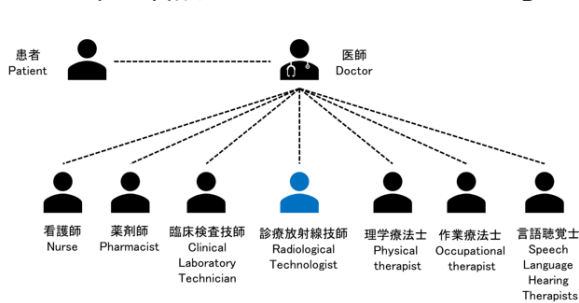 患者
Patient
医師
Doctor
看護師
Nurse
薬剤師
Pharmacist
臨床検査技師
Clinical
Laboratory
Technician
診療放射線技師
Radiological
Technologist
理学療法士
Physical
therapist
作業療法士
Occupational
therapist
言語聴覚士
Speech
Language
Hearing
Therapists